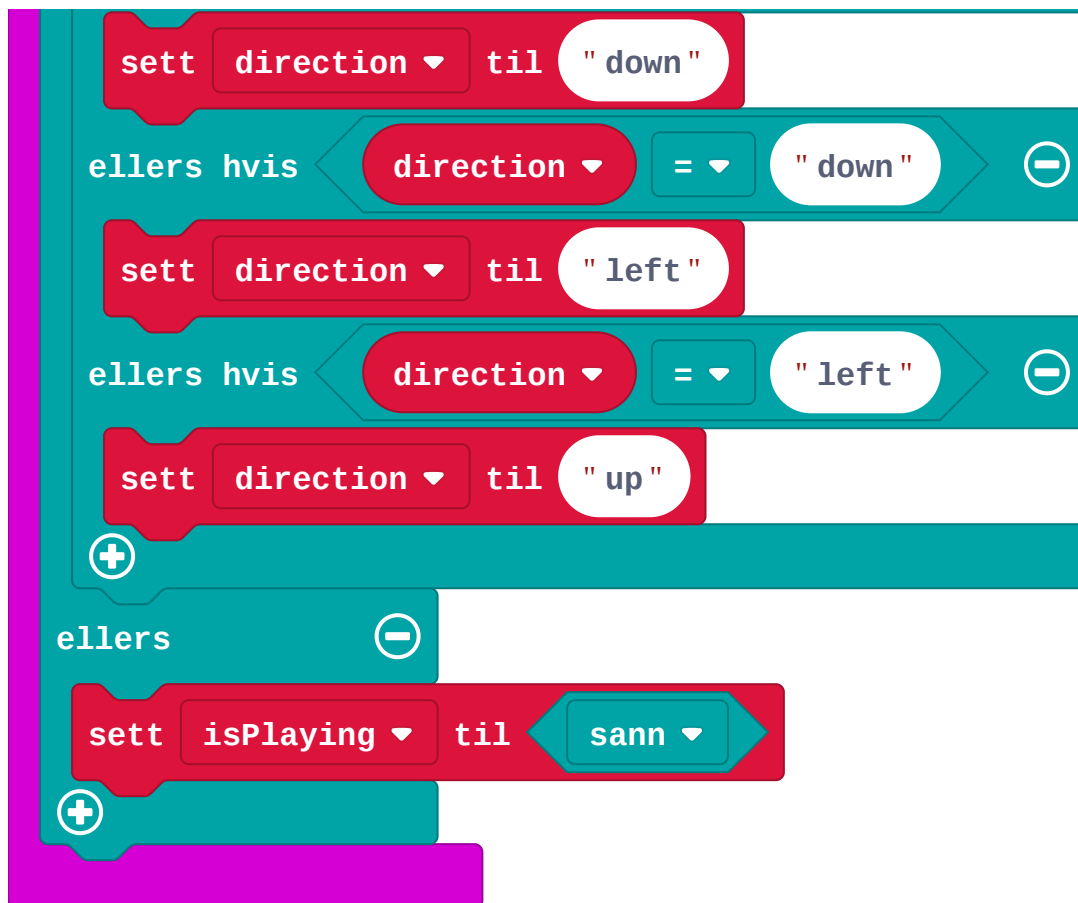 sett direction til "down"
ellers hvis direction = "down"
sett direction til "left"
ellers hvis direction = "left"
sett direction til "up"
ellers
sett isPlaying til sann